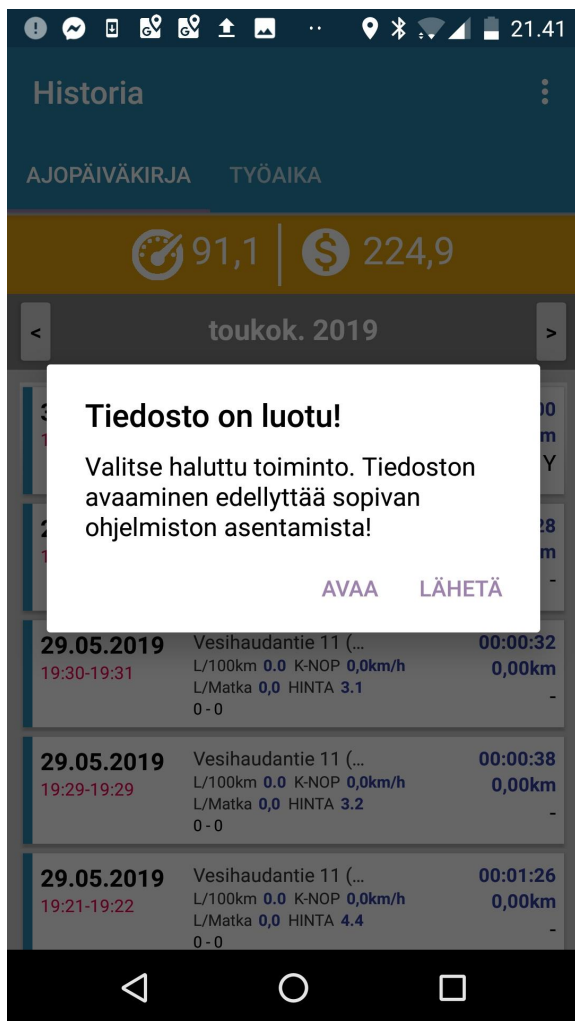 21.41
Historia
AJOPÄIVÄKIRJA TYÖAIKA
91,1 $ 224,9
< toukok. 2019 >
Tiedosto on luotu!
Valitse haluttu toiminto. Tiedoston
avaaminen edellyttää sopivan
ohjelmiston asentamista!
AVAA LÄHETÄ
m
Y
m
-
29.05.2019 Vesihaudantie 11 (... 00:00:32
19:30-19:31 L/100km 0.0 K-NOP 0,0km/h 0,00km
L/Matka 0,0 HINTA 3.1
-
0 - 0
29.05.2019 Vesihaudantie 11 (... 00:00:38
19:29-19:29 L/100km 0.0 K-NOP 0,0km/h 0,00km
L/Matka 0,0 HINTA 3.2
-
0 - 0
29.05.2019 Vesihaudantie 11 (... 00:01:26
19:21-19:22 L/100km 0.0 K-NOP 0,0km/h 0,00km
L/Matka 0,0 HINTA 4.4
-
0 - 0